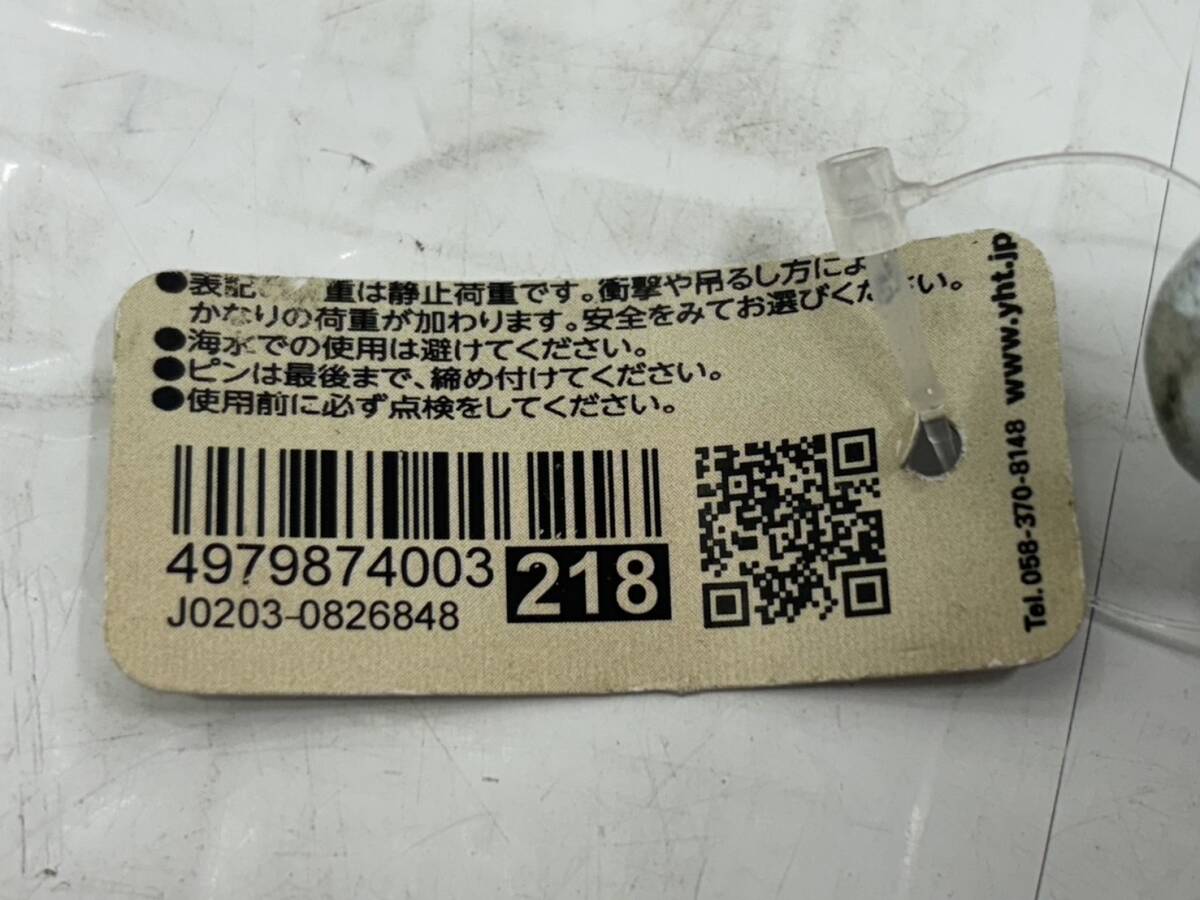 ●表記 重は静止荷重です。衝撃や吊るし方によ
かなりの荷重が加わります。安全をみてお選びください。
●海水での使用は避けてください。
●ピンは最後まで、締め付けてください。
●使用前に必ず点検をしてください。
4979874003 218
J0203-0826848
Tel.058-370-8148 www.yht.jp